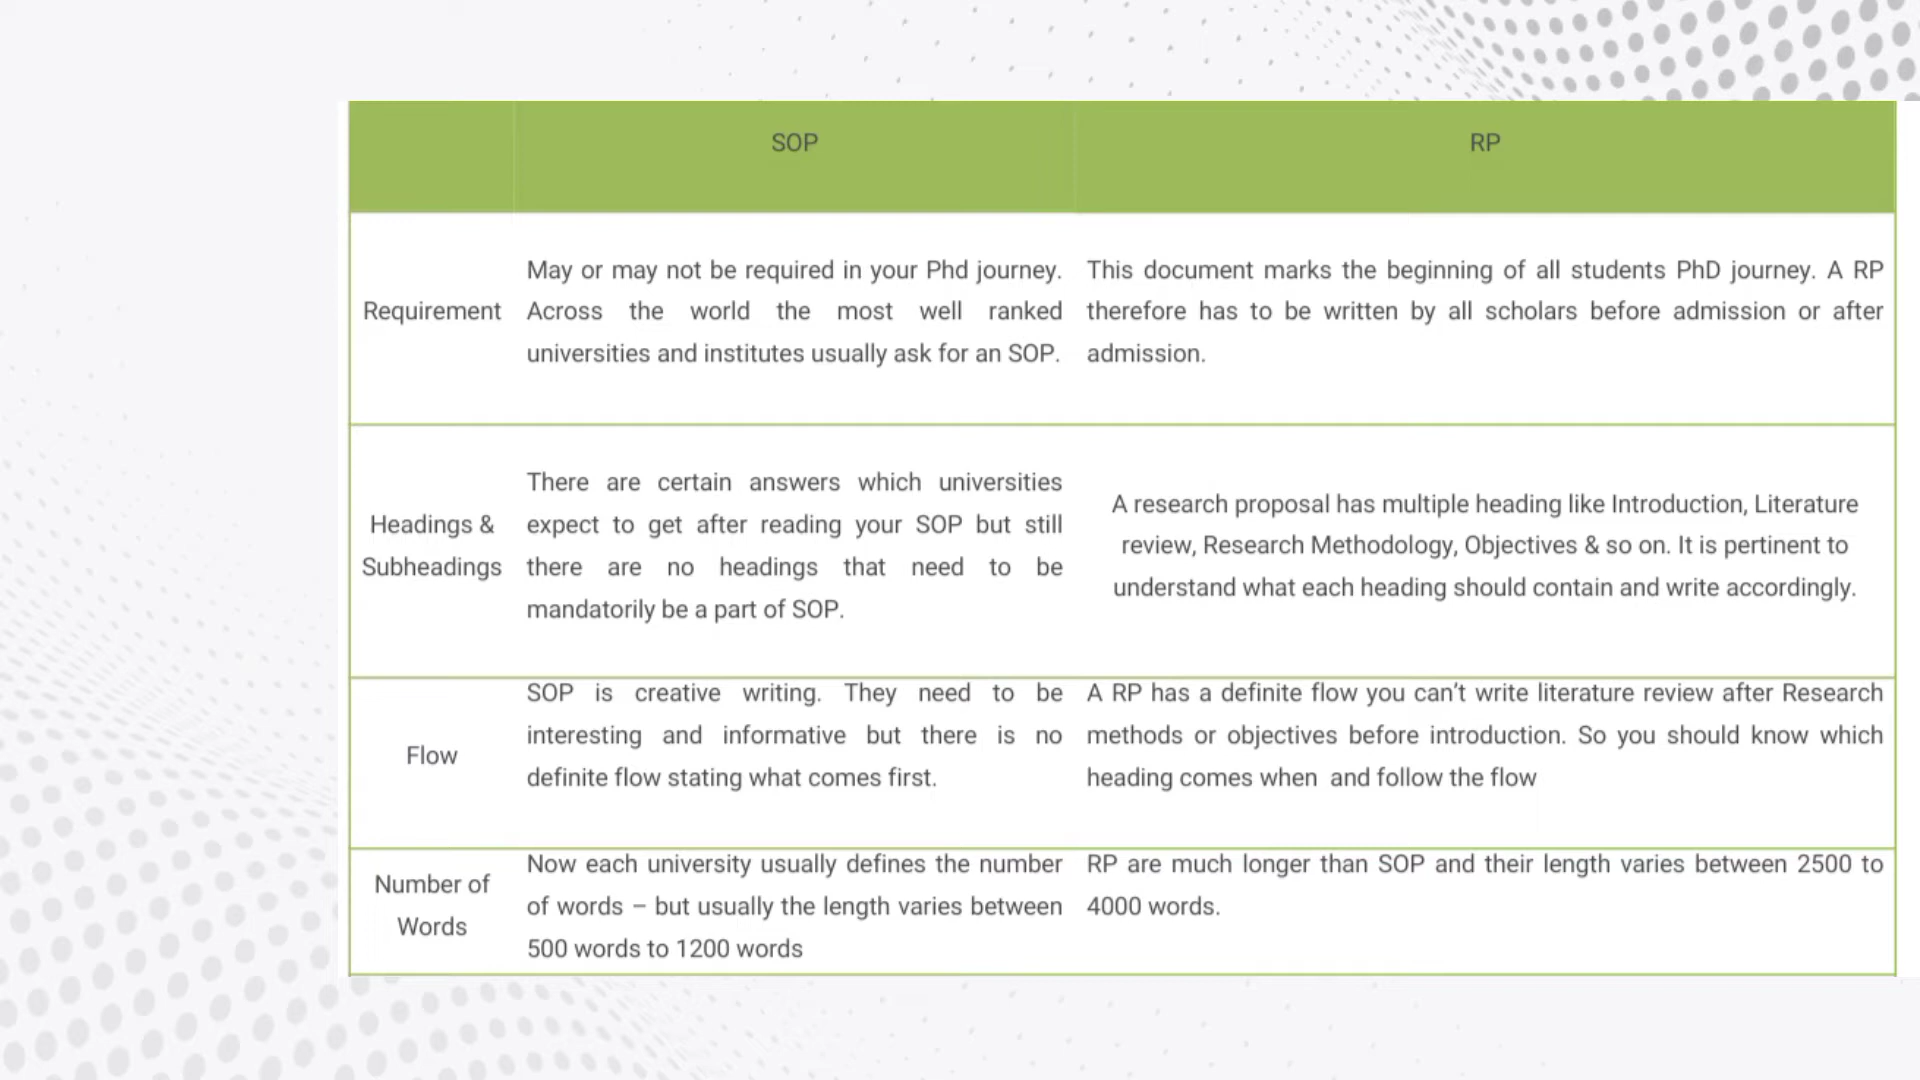 SOP
RP
Requirement
May or may not be required in your Phd journey.
Across the world the most well ranked
universities and institutes usually ask for an SOP.
This document marks the beginning of all students PhD journey. A RP
therefore has to be written by all scholars before admission or after
admission.
Headings &
Subheadings
There are certain answers which universities
expect to get after reading your SOP but still
there are no headings that need to be
mandatorily be a part of SOP.
A research proposal has multiple heading like Introduction, Literature
review, Research Methodology, Objectives & so on. It is pertinent to
understand what each heading should contain and write accordingly.
Flow
SOP is creative writing. They need to be
interesting and informative but there is no
definite flow stating what comes first.
A RP has a definite flow you can’t write literature review after Research
methods or objectives before introduction. So you should know which
heading comes when and follow the flow
Number of
Words
Now each university usually defines the number
of words – but usually the length varies between
500 words to 1200 words
RP are much longer than SOP and their length varies between 2500 to
4000 words.